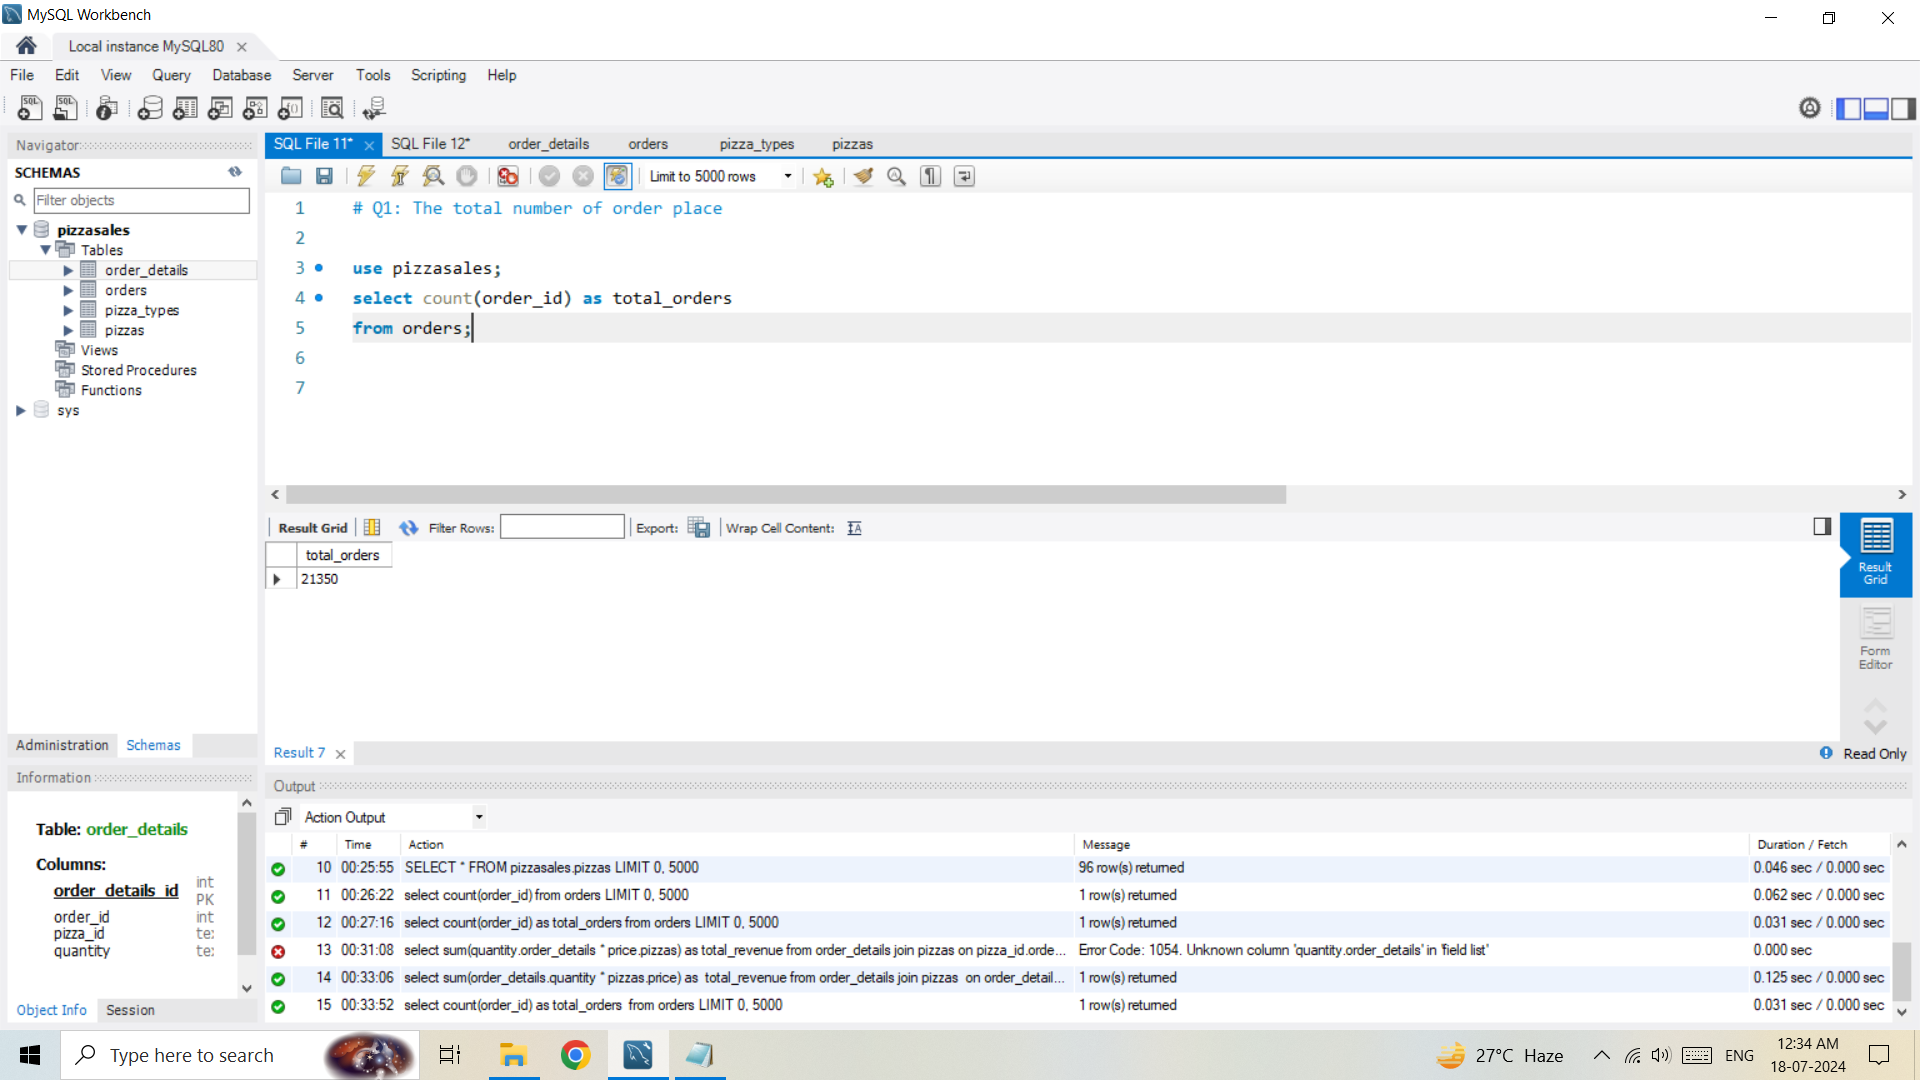 MySQL Workbench
Local instance MySQL80
File Edit View Query Database Server Tools Scripting Help
Navigator
SCHEMAS
Filter objects
pizzasales
Tables
order_details
orders
pizza_types
pizzas
Views
Stored Procedures
Functions
sys
Administration Schemas
Information
Table: order_details
Columns:
order_details_id int
PK
order_id int
pizza_id
quantity
Object Info Session
SQL File 11* SQL File 12* order_details orders pizza_types pizzas
Limit to 5000 rows
1 # Q1: The total number of order place
2
3 use pizzasales;
4 select count(order_id) as total_orders
5 from orders;
6
7
Result Grid Filter Rows: Export: Wrap Cell Content:
total_orders
21350
Result Grid
Form Editor
Result 7
Read Only
Output
Action Output
# Time Action Message Duration / Fetch
10 00:25:55 SELECT * FROM pizzasales.pizzas LIMIT 0, 5000 96 row(s) returned 0.046 sec / 0.000 sec
11 00:26:22 select count(order_id) from orders LIMIT 0, 5000 1 row(s) returned 0.062 sec / 0.000 sec
12 00:27:16 select count(order_id) as total_orders from orders LIMIT 0, 5000 1 row(s) returned 0.031 sec / 0.000 sec
13 00:31:08 select sum(quantity.order_details * price.pizzas) as total_revenue from order_details join pizzas on pizza_id.orde... Error Code: 1054. Unknown column 'quantity.order_details' in 'field list' 0.000 sec
14 00:33:06 select sum(order_details.quantity * pizzas.price) as total_revenue from order_details join pizzas on order_detail... 1 row(s) returned 0.125 sec / 0.000 sec
15 00:33:52 select count(order_id) as total_orders from orders LIMIT 0, 5000 1 row(s) returned 0.031 sec / 0.000 sec
Type here to search
27°C Haze
ENG
12:34 AM
18-07-2024